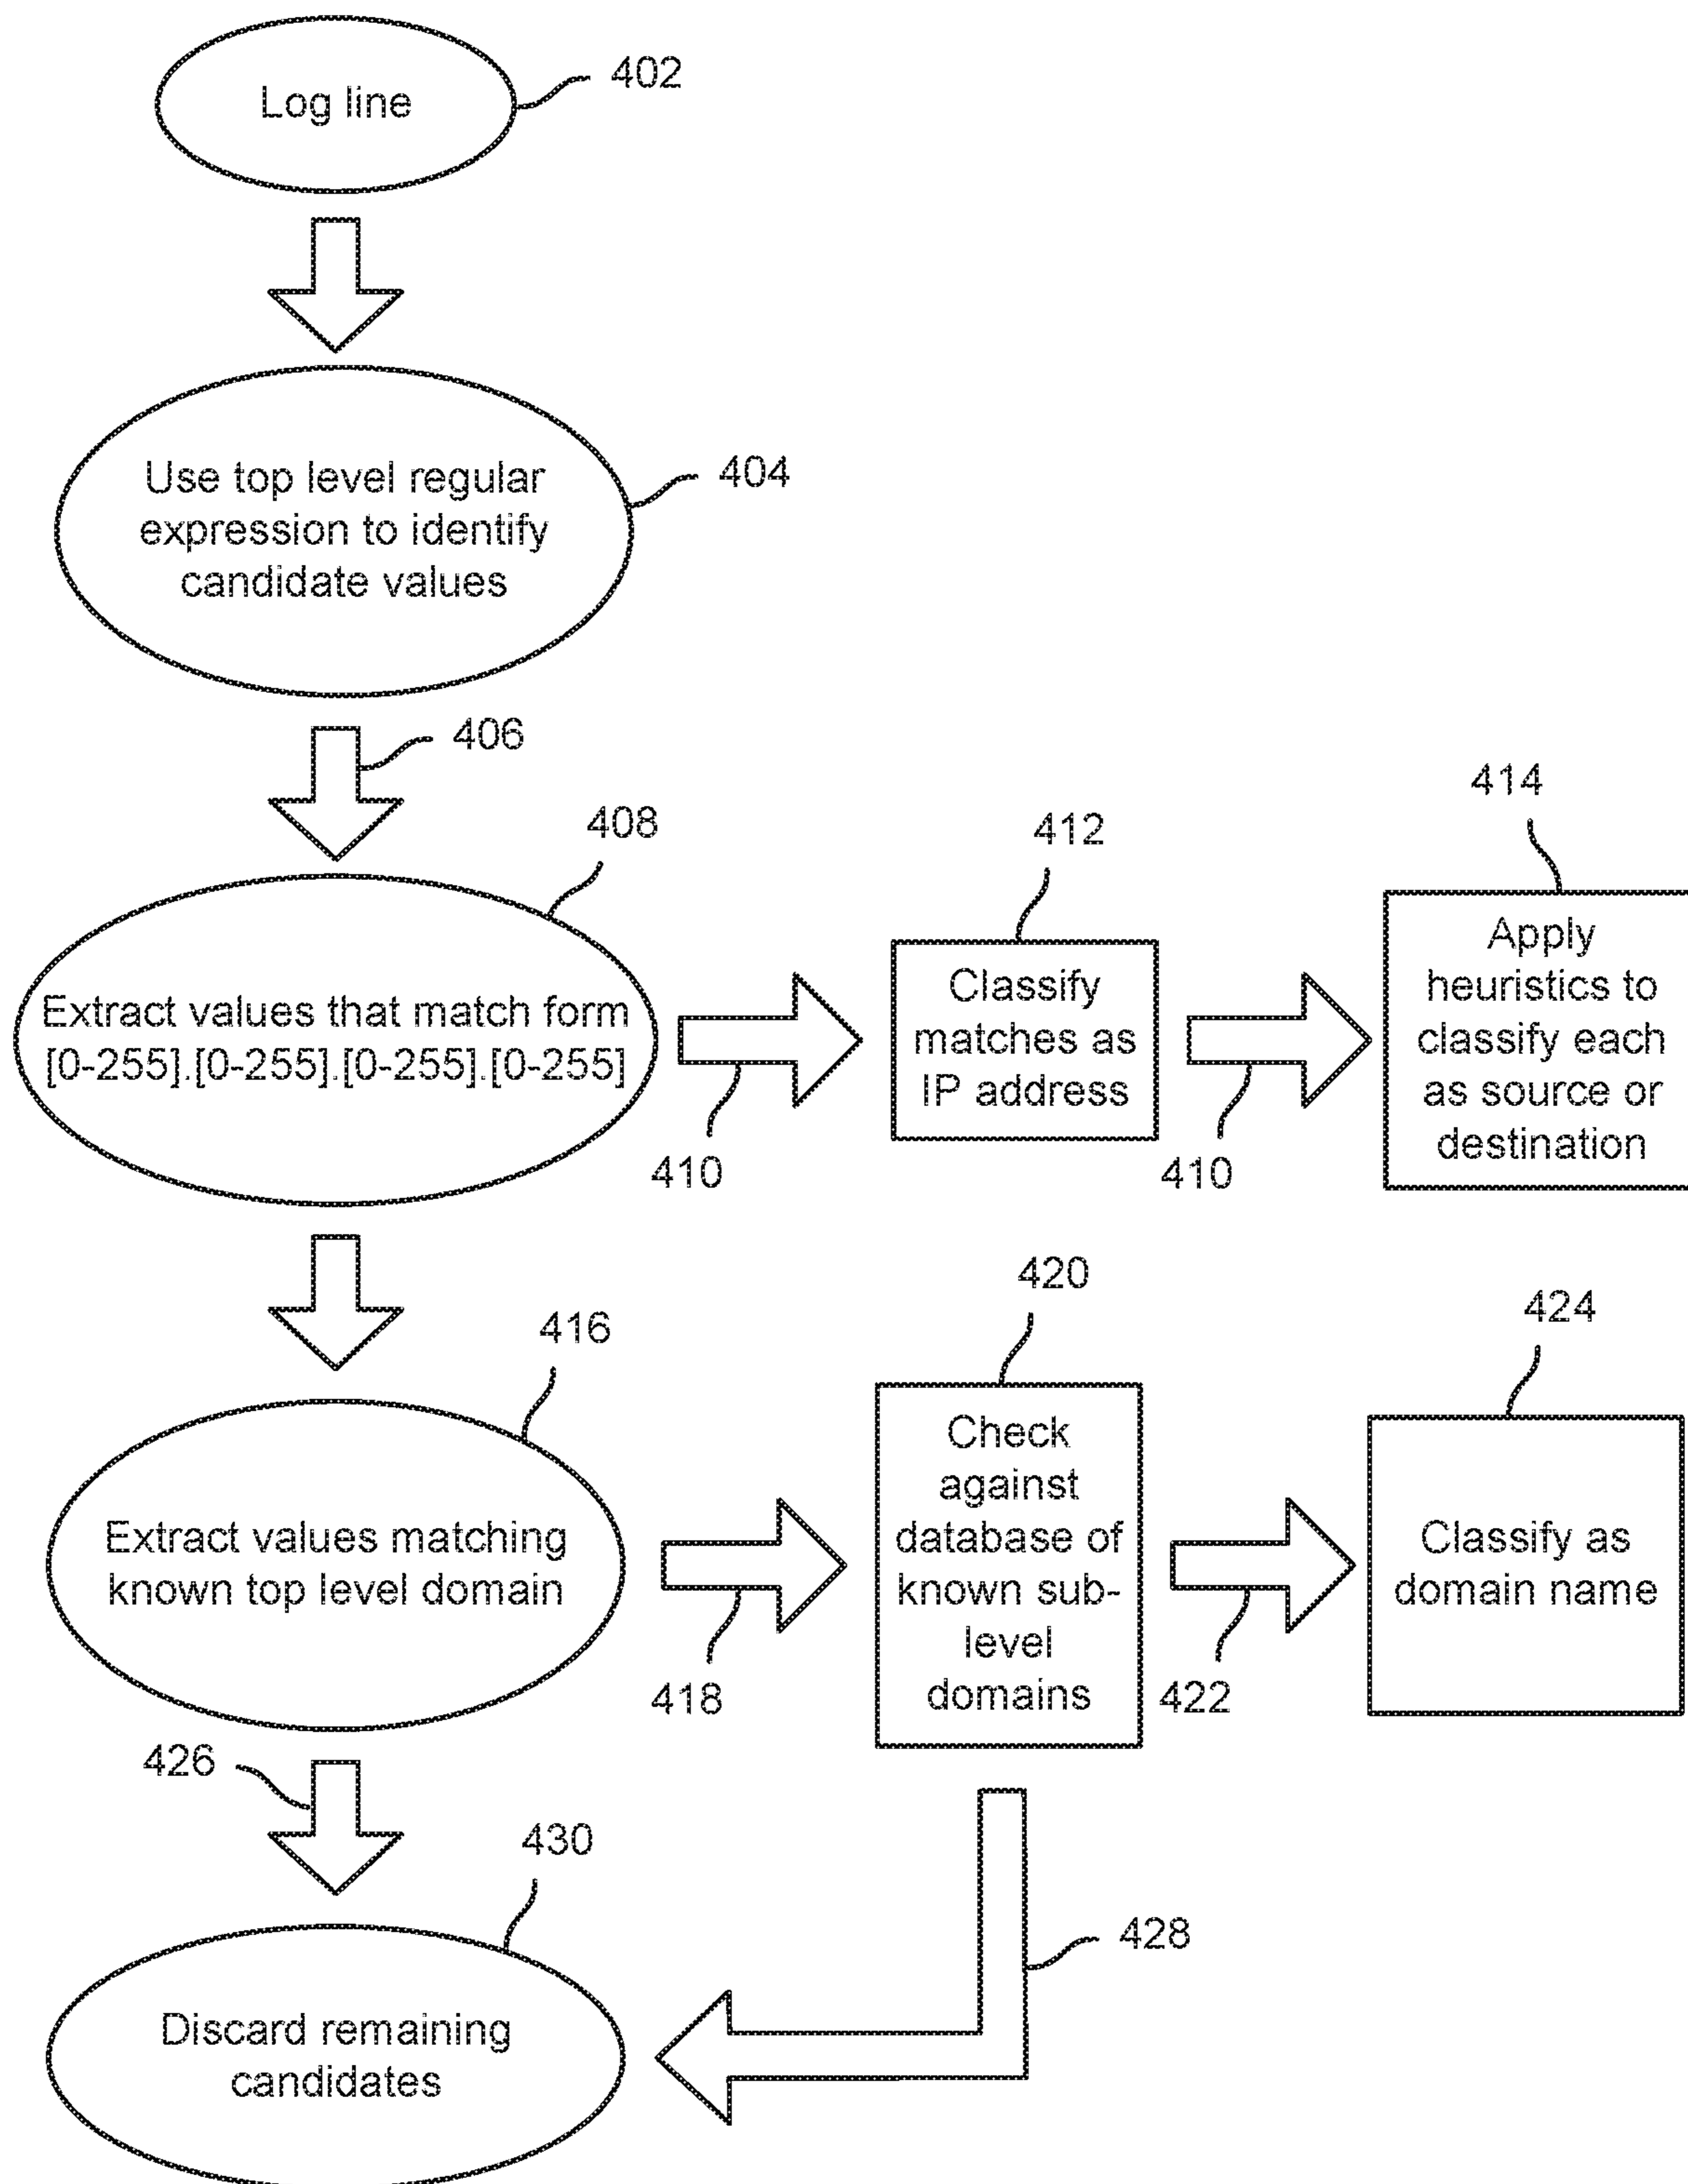 Log line
402
Use top level regular
expression to identify
candidate values
404
406
408
Extract values that match form
[0-255].[0-255].[0-255].[0-255]
410
412
Classify
matches as
IP address
410
414
Apply
heuristics to
classify each
as source or
destination
416
Extract values matching
known top level domain
418
420
Check
against
database of
known sub-
level
domains
422
424
Classify as
domain name
426
428
430
Discard remaining
candidates